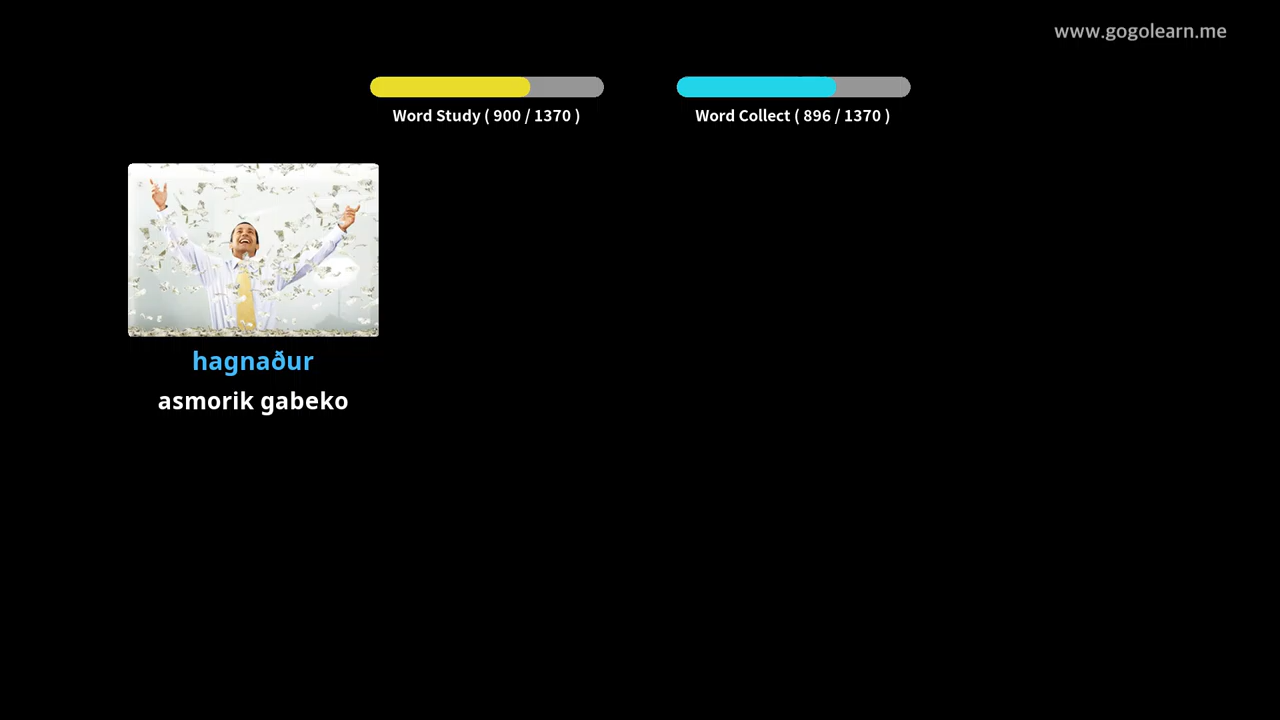 www.gogolearn.me
Word Study ( 900 / 1370 )
Word Collect ( 896 / 1370 )
hagnaður
asmorik gabeko